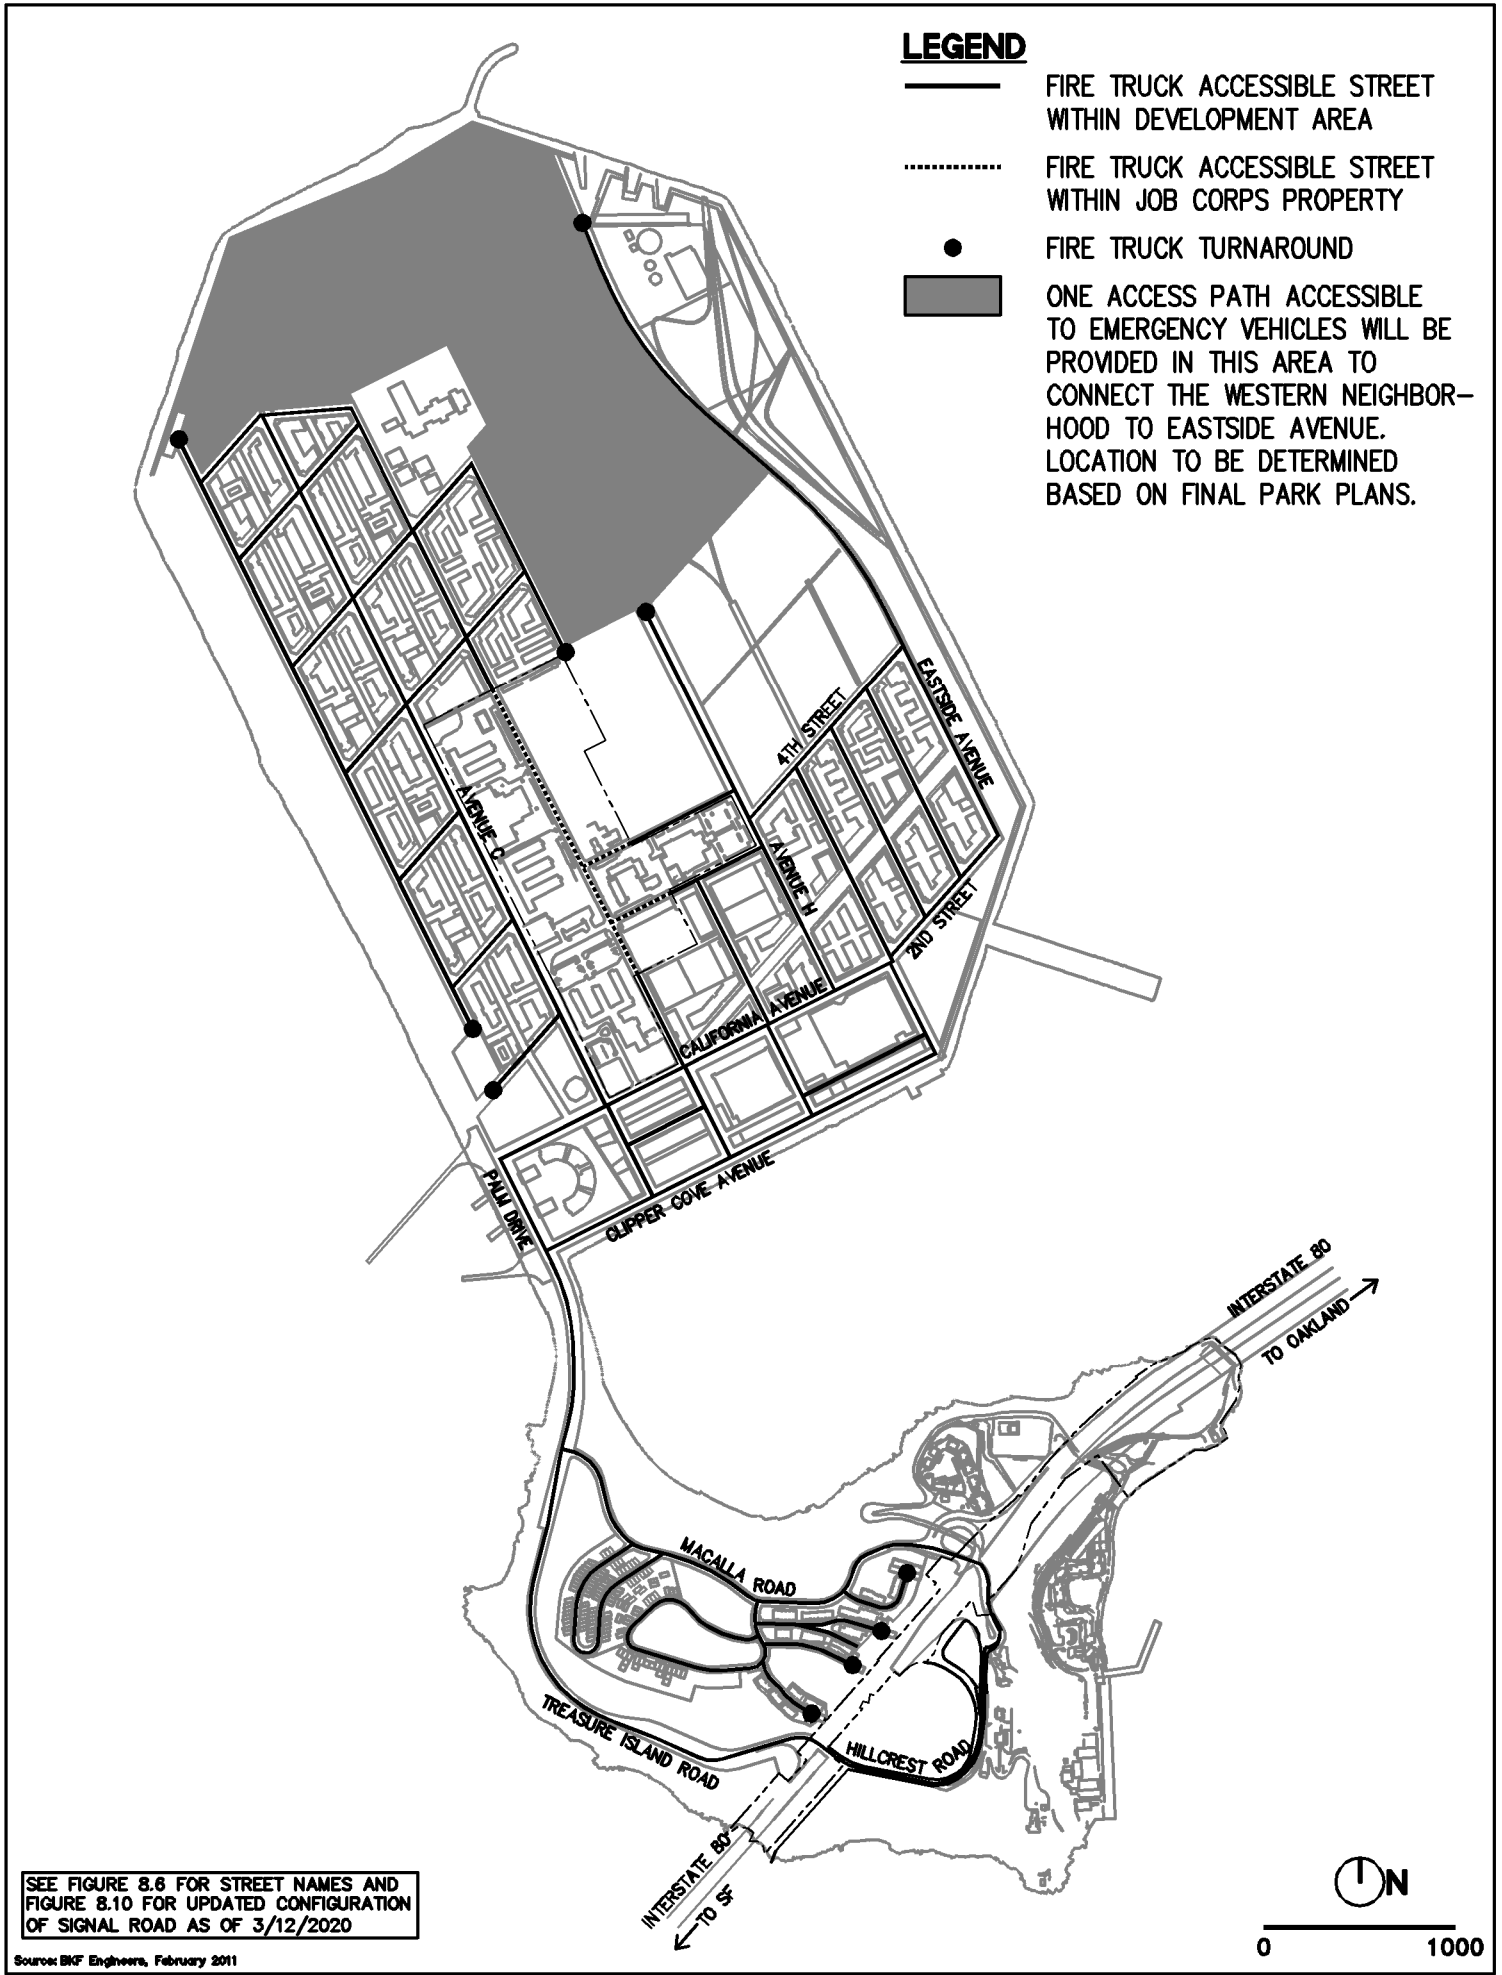 LEGEND
FIRE TRUCK ACCESSIBLE STREET
WITHIN DEVELOPMENT AREA
FIRE TRUCK ACCESSIBLE STREET
WITHIN JOB CORPS PROPERTY
FIRE TRUCK TURNAROUND
ONE ACCESS PATH ACCESSIBLE
TO EMERGENCY VEHICLES WILL BE
PROVIDED IN THIS AREA TO
CONNECT THE WESTERN NEIGHBOR-
HOOD TO EASTSIDE AVENUE.
LOCATION TO BE DETERMINED
BASED ON FINAL PARK PLANS.
EASTSIDE AVENUE
4TH STREET
AVENUE C
AVENUE H
2ND STREET
CALIFORNIA AVENUE
PALM DRIVE
CLIPPER COVE AVENUE
INTERSTATE 80
TO OAKLAND
MACALLA ROAD
TREASURE ISLAND ROAD
HILLCREST ROAD
INTERSTATE 80
TO SF
SEE FIGURE 8.6 FOR STREET NAMES AND
FIGURE 8.10 FOR UPDATED CONFIGURATION
OF SIGNAL ROAD AS OF 3/12/2020
Source: BKF Engineers, February 2011
N
0 1000